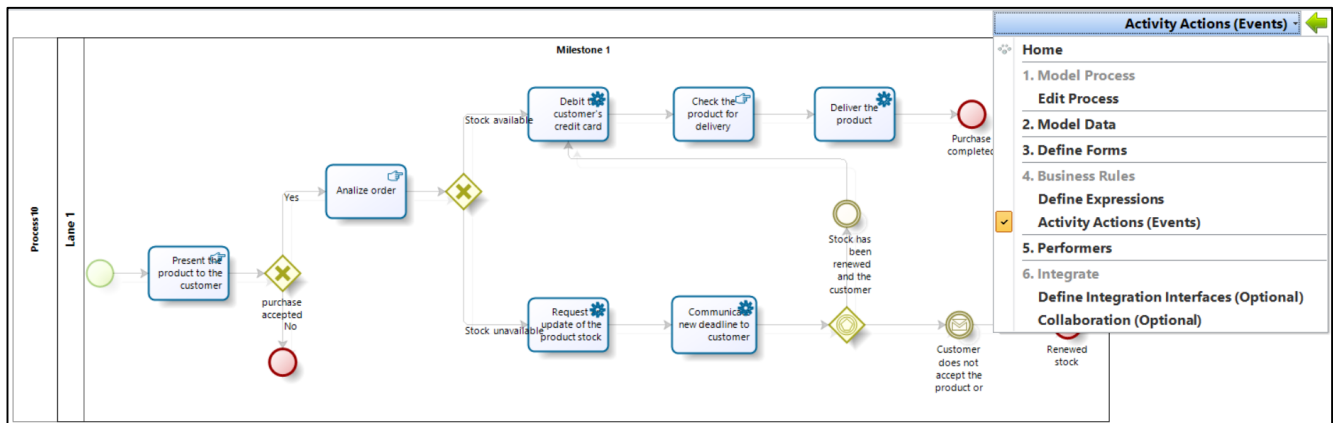 Activity Actions (Events)
Home
1. Model Process
Edit Process
2. Model Data
3. Define Forms
4. Business Rules
Define Expressions
Activity Actions (Events)
5. Performers
6. Integrate
Define Integration Interfaces (Optional)
Collaboration (Optional)
Process10
Lane 1
Milestone 1
Present the
product to the
customer
purchase
accepted
No
Yes
Analize order
Stock available
Debit the
customer's
credit card
Check the
product for
delivery
Deliver the
product
Purchase
completed
Stock unavailable
Request
update of the
product stock
Communicate
new deadline to
customer
Stock has
been
renewed
and the
customer
Customer
does not
accept the
product or
Renewed
stock